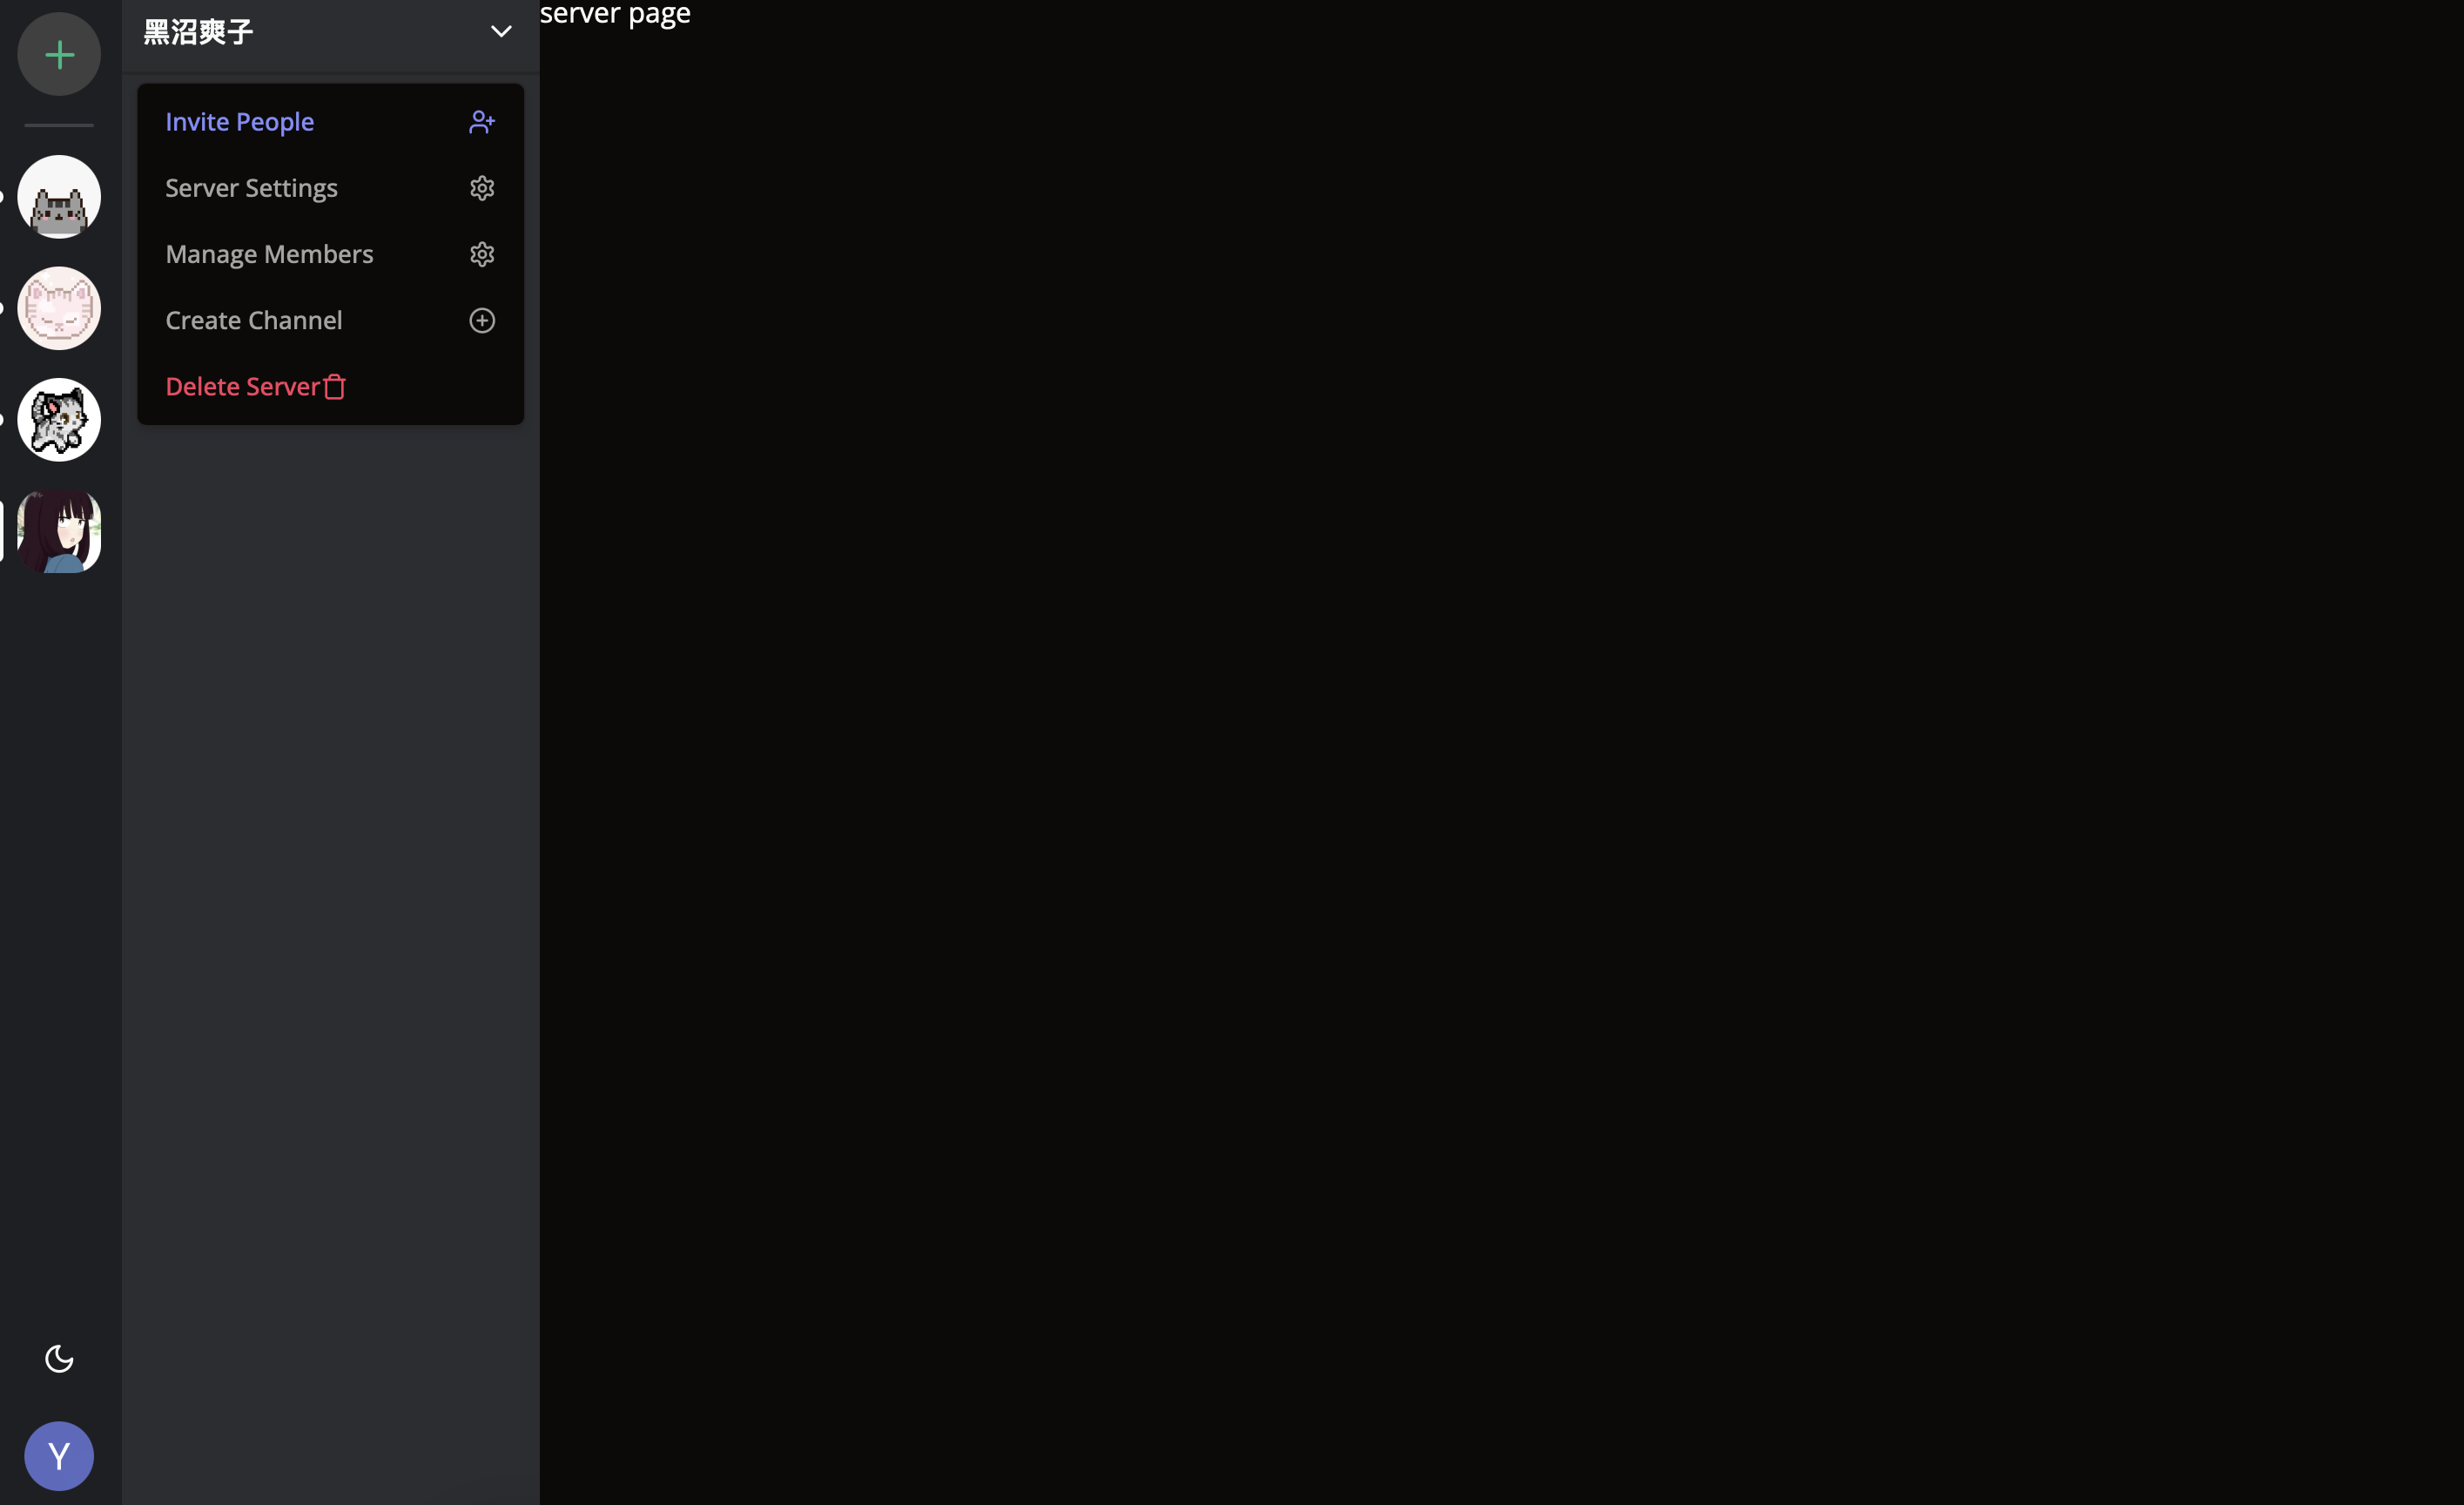 黑沼爽子
server page
Invite People
Server Settings
Manage Members
Create Channel
Delete Server
Y